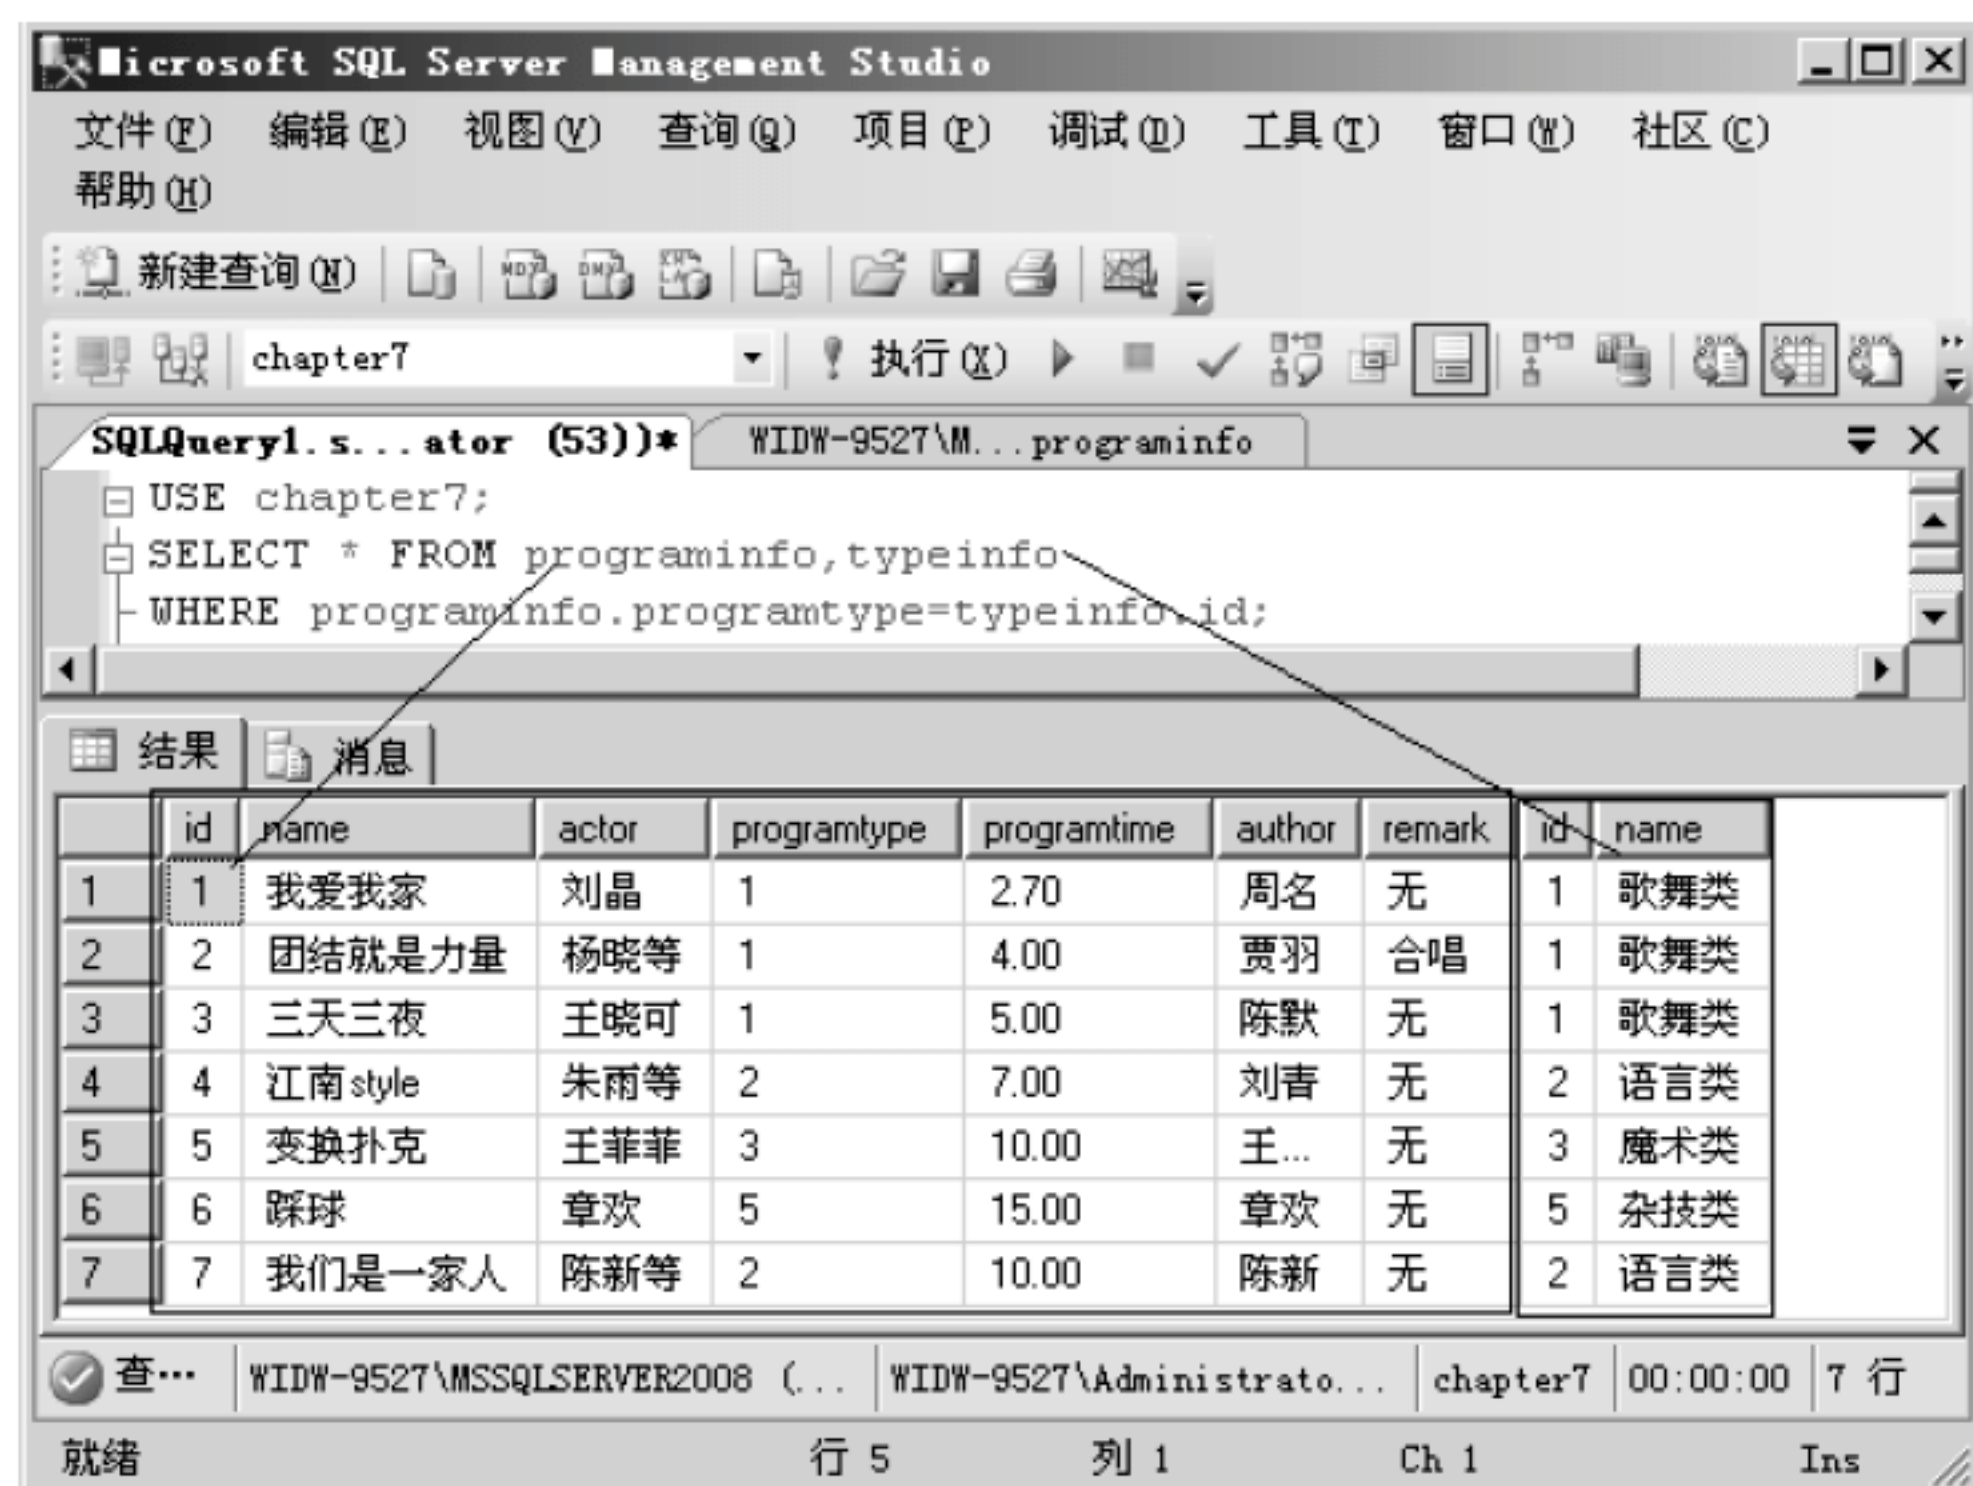 Microsoft SQL Server Management Studio
文件(F) 编辑(E) 视图(V) 查询(Q) 项目(P) 调试(D) 工具(T) 窗口(W) 社区(C)
帮助(H)
新建查询(N)
chapter7 执行(X)
SQLQuery1.s...ator (53))* WIDW-9527\M...programinfo
USE chapter7;
SELECT * FROM programinfo,typeinfo
WHERE programinfo.programtype=typeinfo.id;
结果 消息
id name actor programtype programtime author remark id name
1 1 我爱我家 刘晶 1 2.70 周名 无 1 歌舞类
2 2 团结就是力量 杨晓等 1 4.00 贾羽 合唱 1 歌舞类
3 3 三天三夜 王晓可 1 5.00 陈默 无 1 歌舞类
4 4 江南style 朱雨等 2 7.00 刘青 无 2 语言类
5 5 变换扑克 王菲菲 3 10.00 王... 无 3 魔术类
6 6 踩球 章欢 5 15.00 章欢 无 5 杂技类
7 7 我们是一家人 陈新等 2 10.00 陈新 无 2 语言类
查… WIDW-9527\MSSQLSERVER2008 (... WIDW-9527\Administrato... chapter7 00:00:00 7 行
就绪 行 5 列 1 Ch 1 Ins